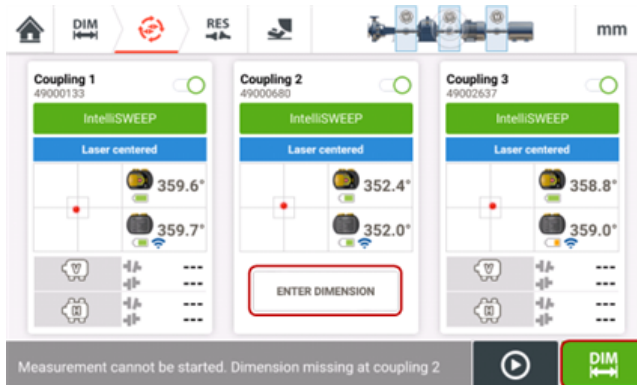 DIM
RES
mm
Coupling 1
49000133
Coupling 2
49000680
Coupling 3
49002637
IntelliSWEEP
IntelliSWEEP
IntelliSWEEP
Laser centered
Laser centered
Laser centered
359.6°
352.4°
358.8°
359.7°
352.0°
359.0°
V
---
---
ENTER DIMENSION
V
---
---
H
---
---
H
---
---
Measurement cannot be started. Dimension missing at coupling 2
DIM